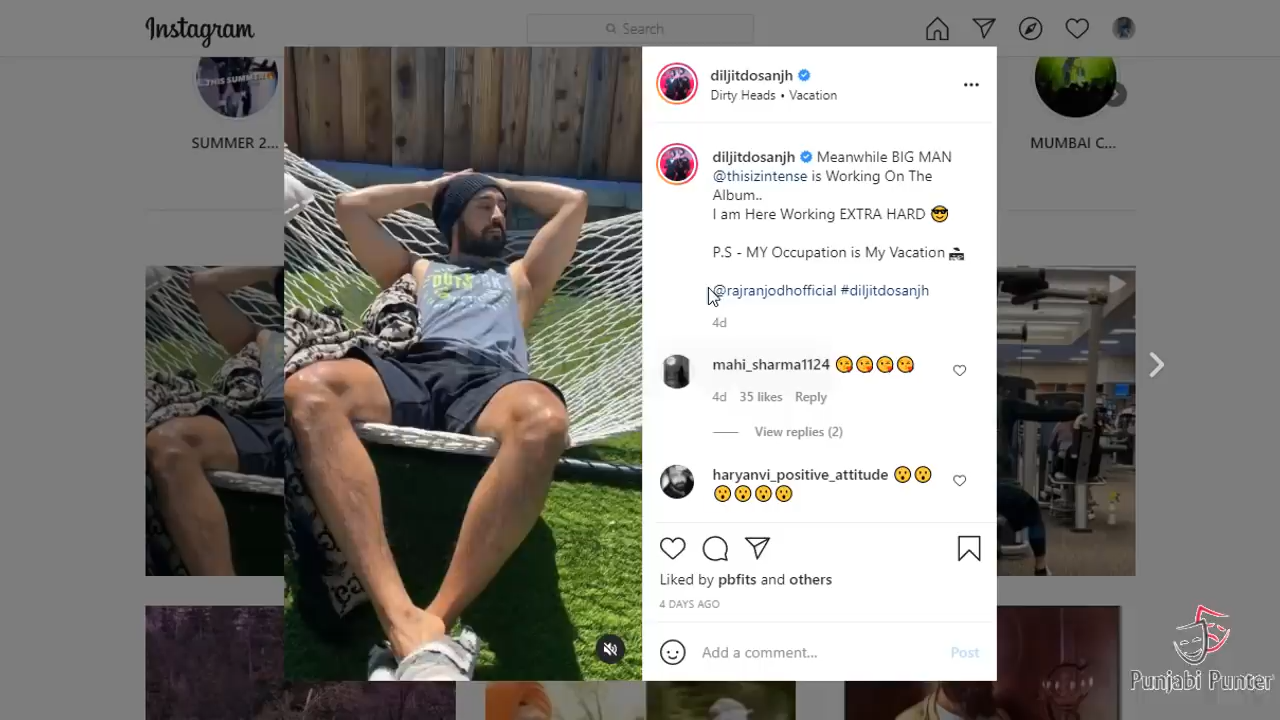 Instagram
Search
THIS SUMMER
SUMMER 2...
MUMBAI C...
diljitdosanjh
Dirty Heads • Vacation
diljitdosanjh Meanwhile BIG MAN
@thisizintense is Working On The
Album..
I am Here Working EXTRA HARD 😎
P.S - MY Occupation is My Vacation
@rajranjodhofficial #diljitdosanjh
4d
mahi_sharma1124 😘😘😘😘
4d 35 likes Reply
View replies (2)
haryanvi_positive_attitude 😮😮
😮😮😮😮
Liked by pbfits and others
4 DAYS AGO
Add a comment... Post
Punjabi Punter